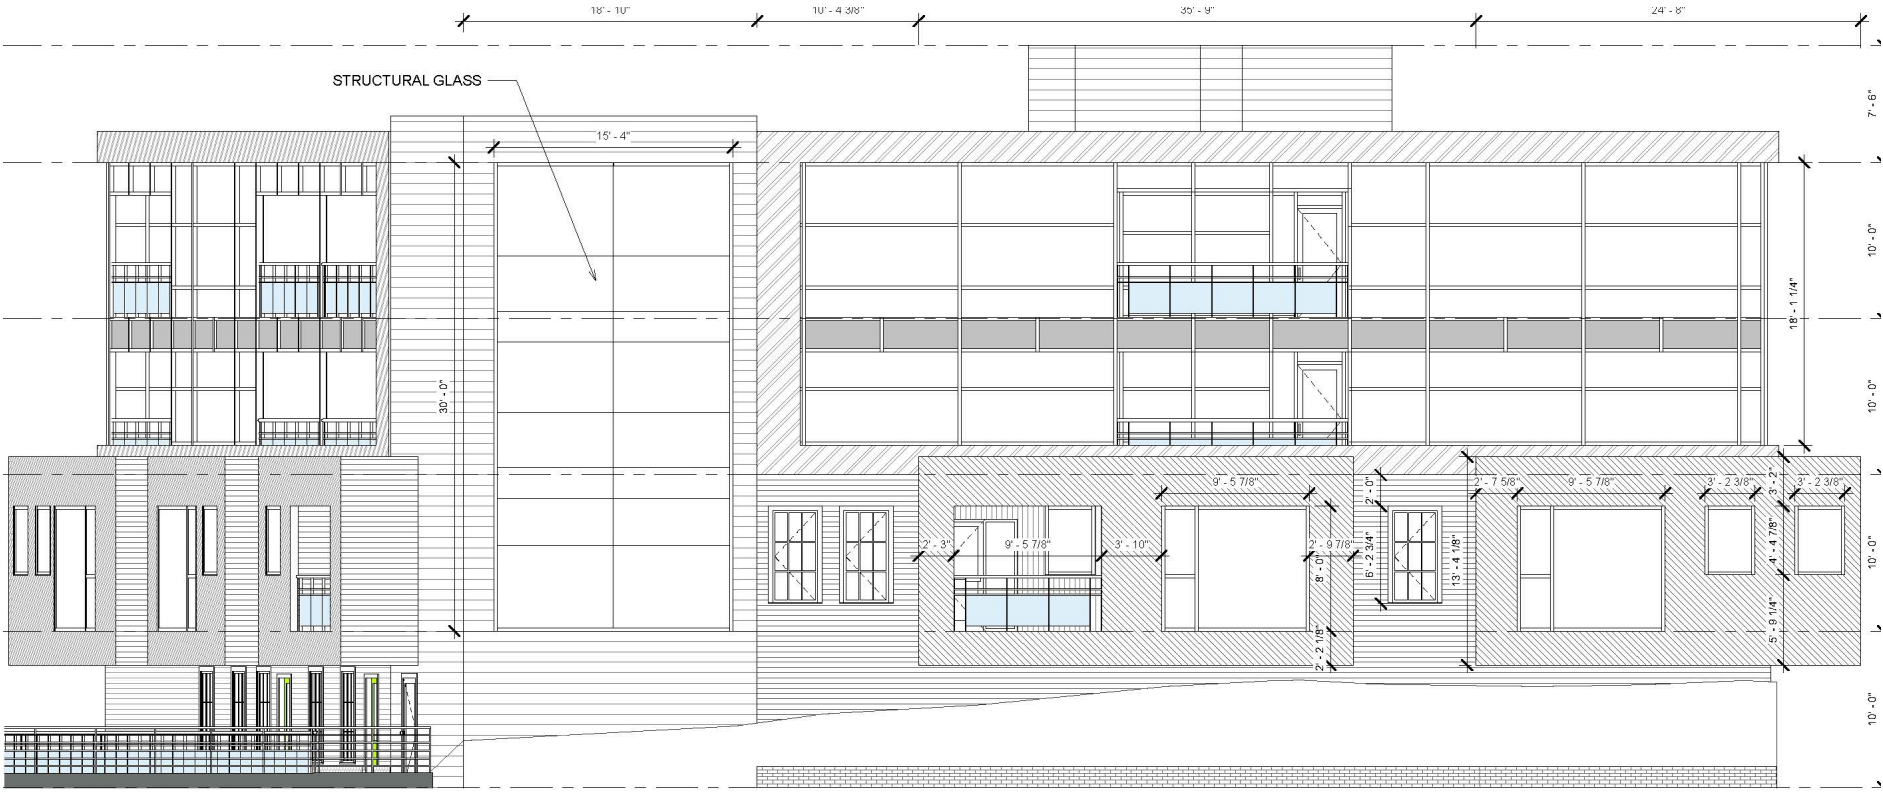 18' - 10"
10' - 4 3/8"
35' - 9"
24' - 8"
STRUCTURAL GLASS
7' - 6"
15' - 4"
10' - 0"
18' - 1 1/4"
30' - 0"
10' - 0"
9' - 5 7/8"
2' - 0"
2' - 7 5/8"
9' - 5 7/8"
3' - 2 3/8"
3' - 2"
3' - 2 3/8"
2' - 3"
9' - 5 7/8"
3' - 10"
2' - 9 7/8"
8' - 0"
6' - 2 3/4"
13' - 4 1/8"
4' - 4 7/8"
10' - 0"
2' - 2 1/8"
5' - 9 1/4"
10' - 0"